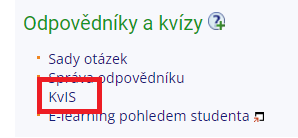 Odpovědníky a kvízy
Sady otázek
Správa odpovědníku
KvIS
E-learning pohledem studenta